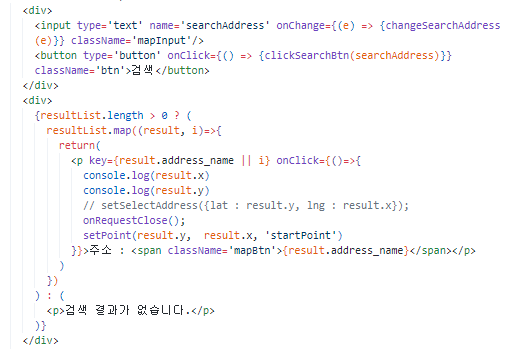 <div>
<input type='text' name='searchAddress' onChange={(e) => {changeSearchAddress
(e)}} className='mapInput'/>
<button type='button' onClick={() => {clickSearchBtn(searchAddress)}}
className='btn'>검색</button>
</div>
<div>
{resultList.length > 0 ? (
resultList.map((result, i)=>{
return(
<p key={result.address_name || i} onClick={()=>{
console.log(result.x)
console.log(result.y)
// setSelectAddress({lat : result.y, lng : result.x});
onRequestClose();
setPoint(result.y,  result.x, 'startPoint')
}}>주소 : <span className='mapBtn'>{result.address_name}</span></p>
)
})
) : (
<p>검색 결과가 없습니다.</p>
)}
</div>